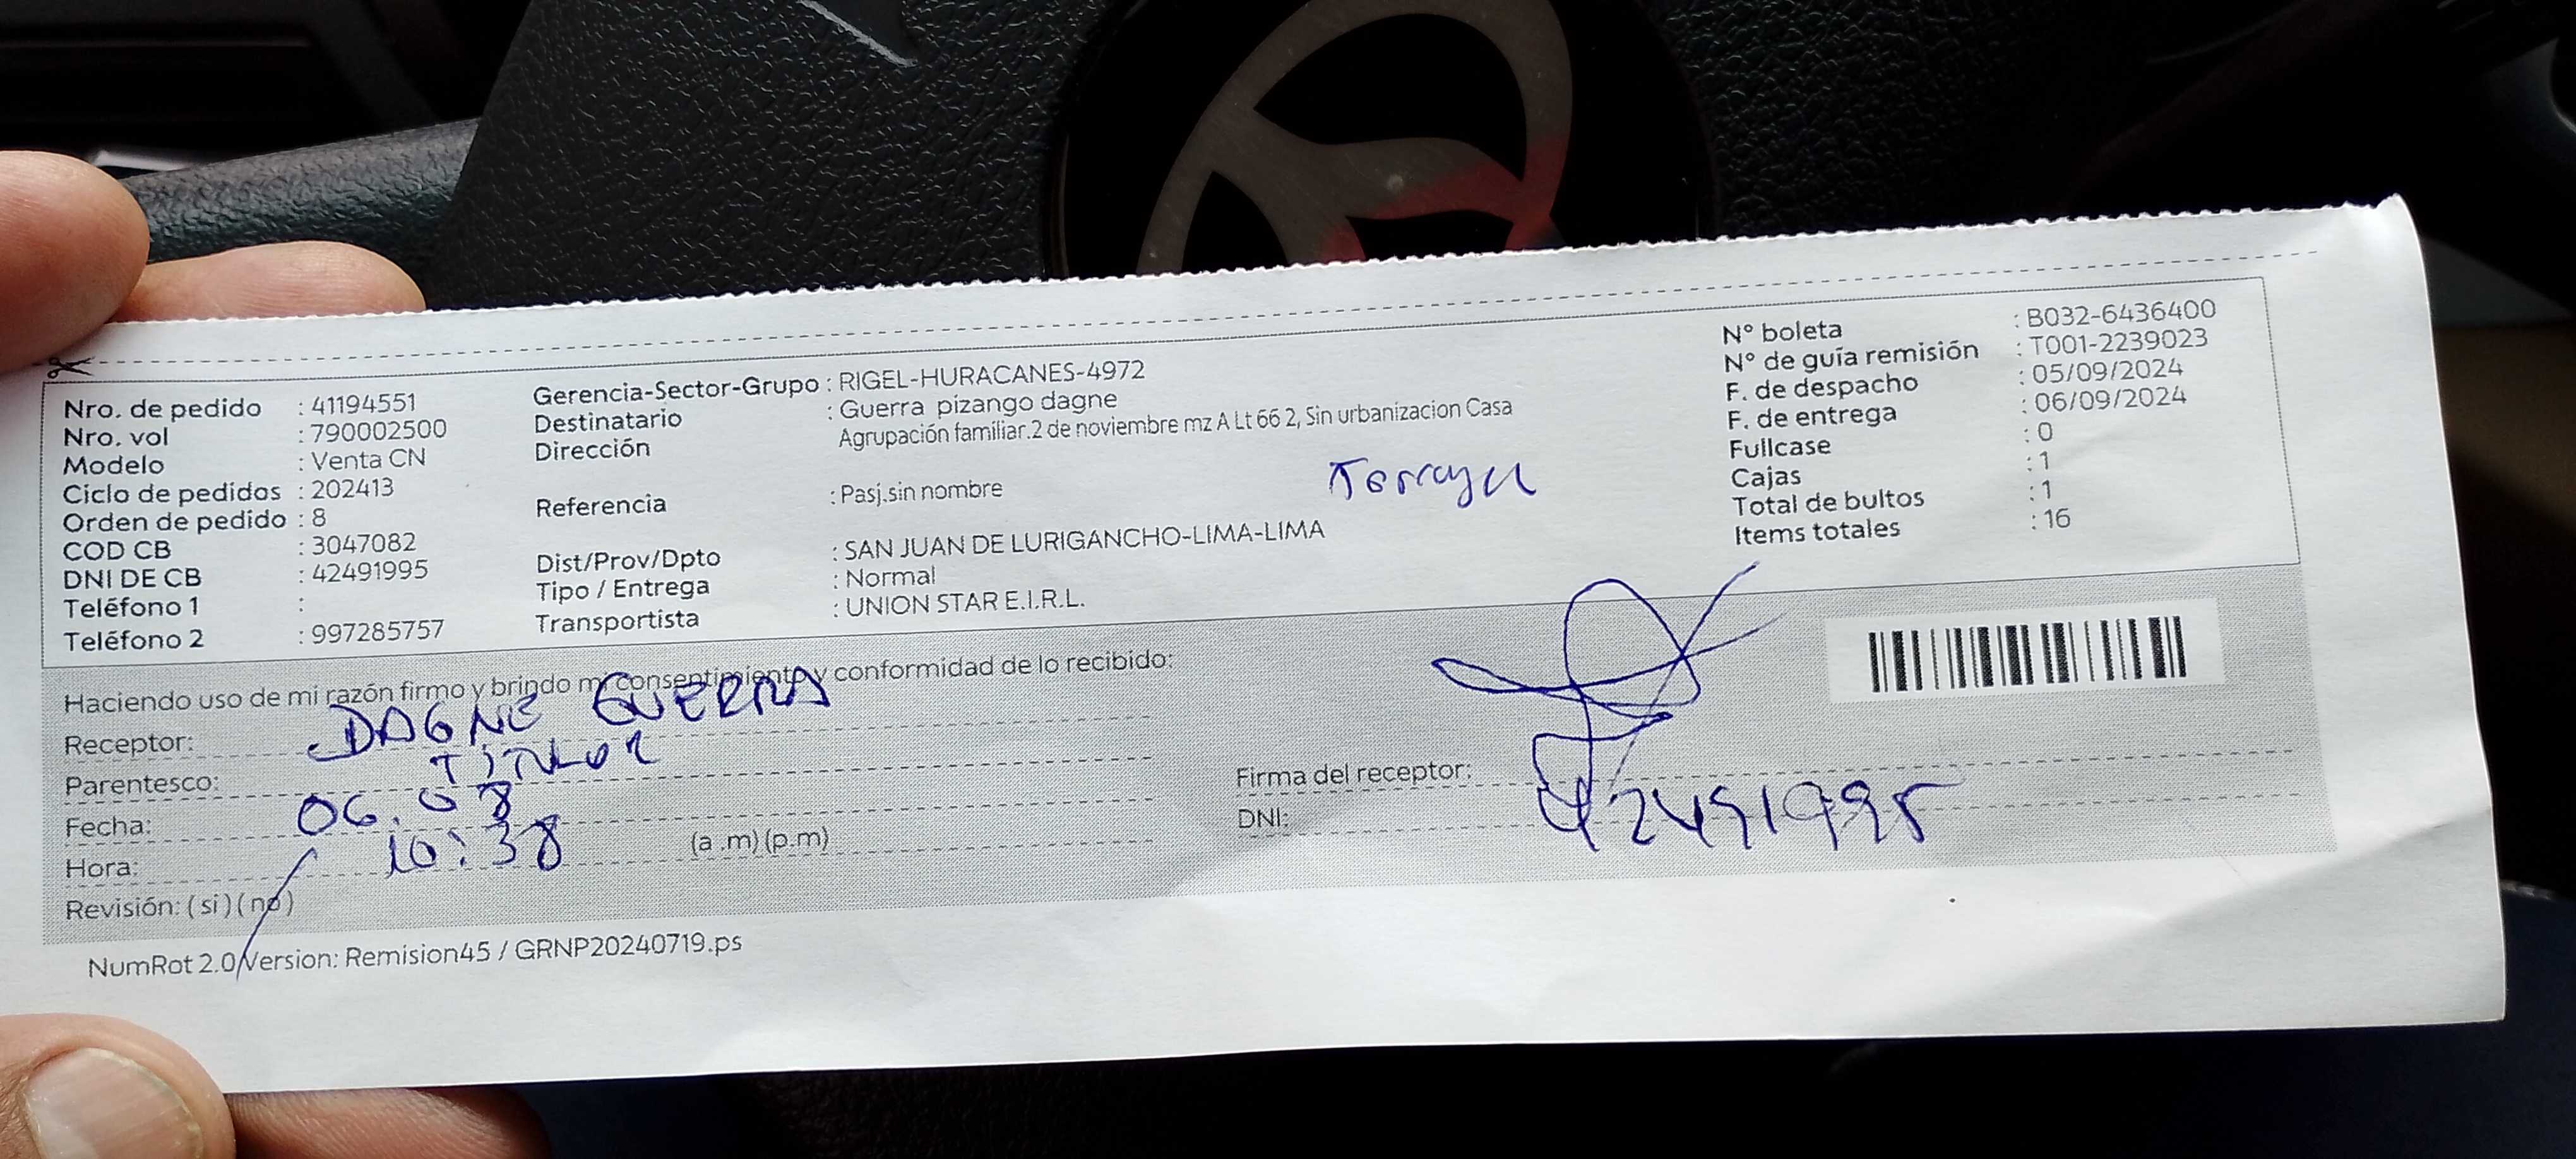 Nro. de pedido : 41194551
Nro. vol : 790002500
Modelo : Venta CN
Ciclo de pedidos : 202413
Orden de pedido : 8
COD CB : 3047082
DNI DE CB : 42491995
Teléfono 1 :
Teléfono 2 : 997285757
Gerencia-Sector-Grupo : RIGEL-HURACANES-4972
Destinatario : Guerra pizango dagne
Dirección Agrupación familiar.2 de noviembre mz A Lt 66 2, Sin urbanizacion Casa
Referencia : Pasj.sin nombre
Dist/Prov/Dpto : SAN JUAN DE LURIGANCHO-LIMA-LIMA
Tipo / Entrega : Normal
Transportista : UNION STAR E.I.R.L.
N° boleta : B032-6436400
N° de guía remisión : T001-2239023
F. de despacho : 05/09/2024
F. de entrega : 06/09/2024
Fullcase : 0
Cajas : 1
Total de bultos : 1
Items totales : 16
Haciendo uso de mi razón firmo y brindo mi consentimiento y conformidad de lo recibido:
Receptor: DAGNE GUERRA
Parentesco:
Fecha:
Hora: 10:38 (a .m) (p.m)
Revisión: ( si ) ( no )
Firma del receptor:
DNI: 42491995
NumRot 2.0/Version: Remision45 / GRNP20240719.ps